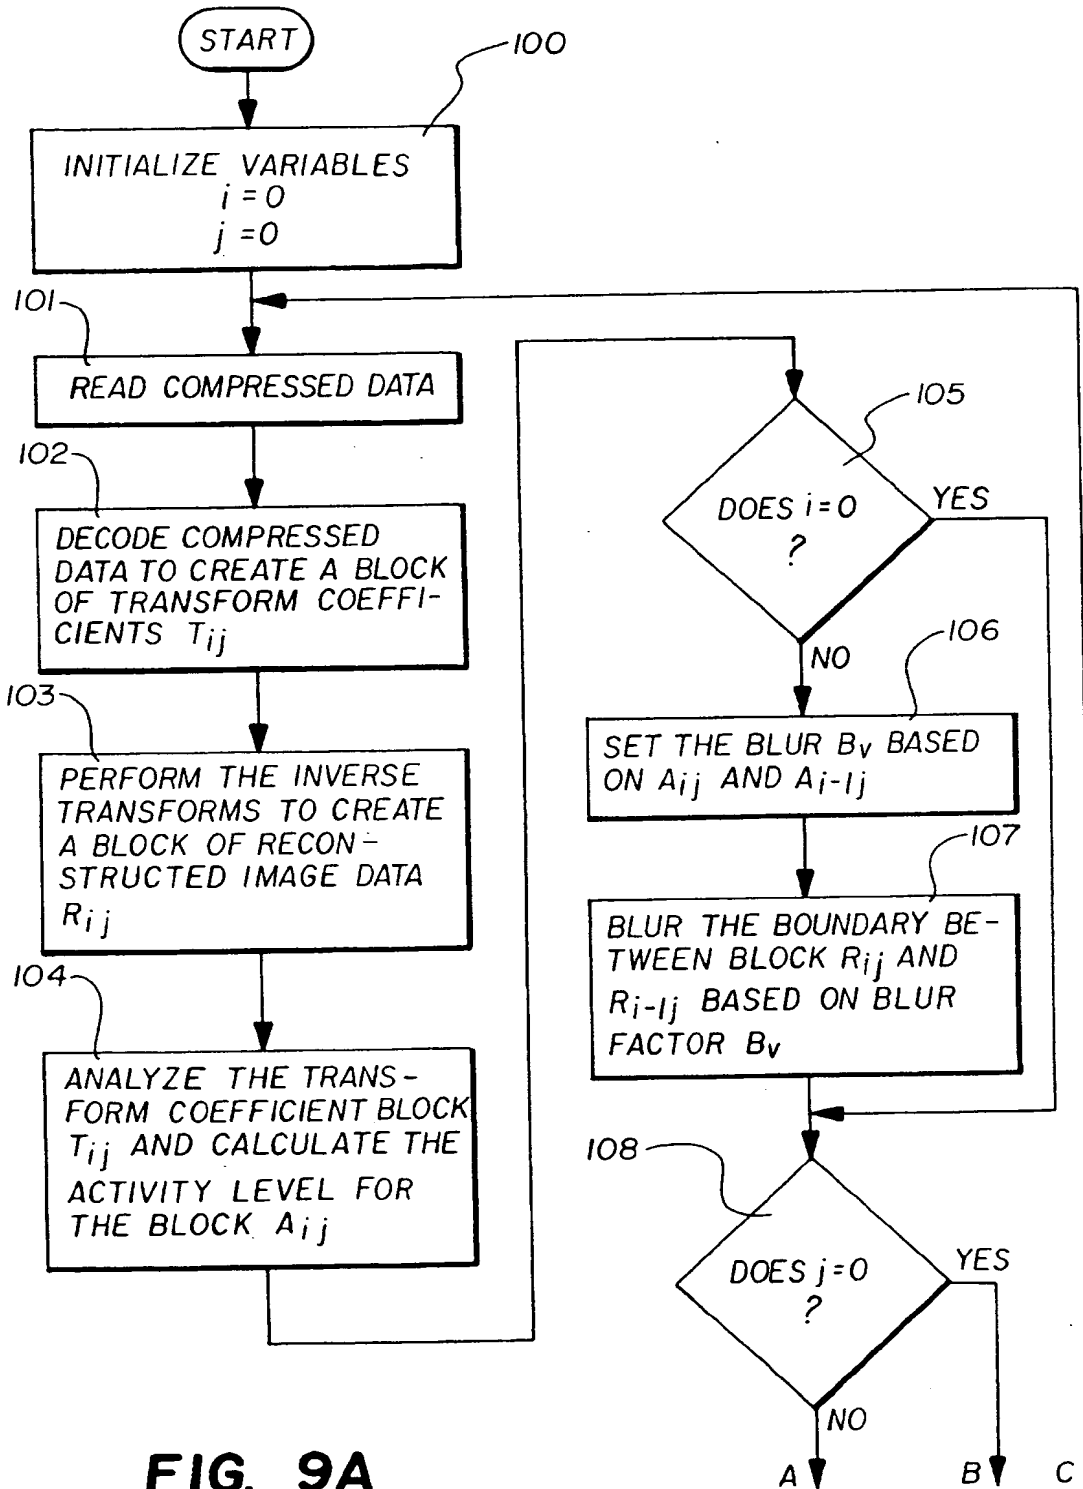 START
100
INITIALIZE VARIABLES
i = 0
j = 0
101
READ COMPRESSED DATA
102
DECODE COMPRESSED
DATA TO CREATE A BLOCK
OF TRANSFORM COEFFI-
CIENTS Tij
103
PERFORM THE INVERSE
TRANSFORMS TO CREATE
A BLOCK OF RECON-
STRUCTED IMAGE DATA
Rij
104
ANALYZE THE TRANS-
FORM COEFFICIENT BLOCK
Tij AND CALCULATE THE
ACTIVITY LEVEL FOR
THE BLOCK Aij
105
DOES i=0
?
YES
NO
106
SET THE BLUR Bv BASED
ON Aij AND Ai-1j
107
BLUR THE BOUNDARY BE-
TWEEN BLOCK Rij AND
Ri-1j BASED ON BLUR
FACTOR Bv
108
DOES j=0
?
YES
NO
A
B
C
FIG. 9A